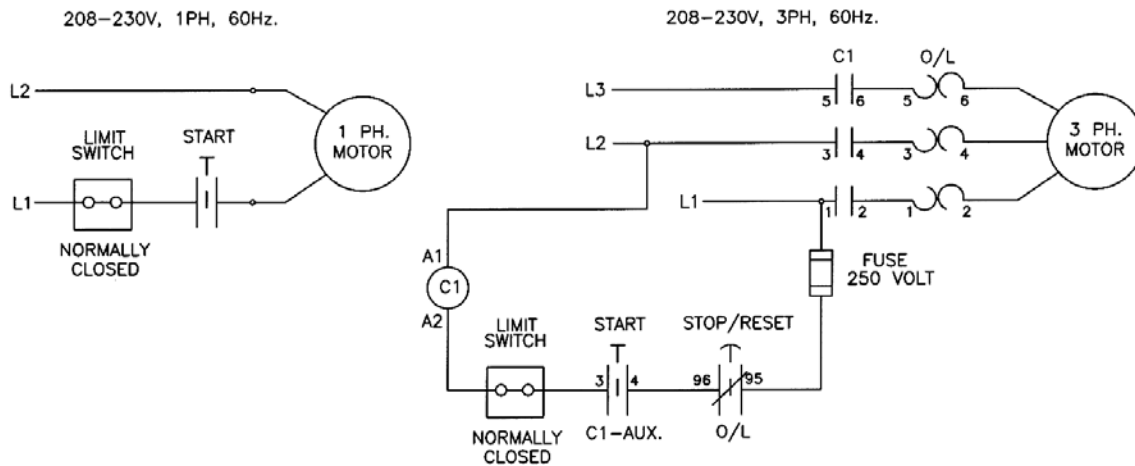 208-230V, 1PH, 60Hz.
L2
LIMIT
SWITCH
START
1 PH.
MOTOR
L1
NORMALLY
CLOSED
208-230V, 3PH, 60Hz.
C1
O/L
L3
5
6
5
6
L2
3
4
3
4
3 PH.
MOTOR
L1
1
2
1
2
FUSE
250 VOLT
A1
C1
A2
LIMIT
SWITCH
START
STOP/RESET
3
4
96
95
NORMALLY
CLOSED
C1-AUX.
O/L